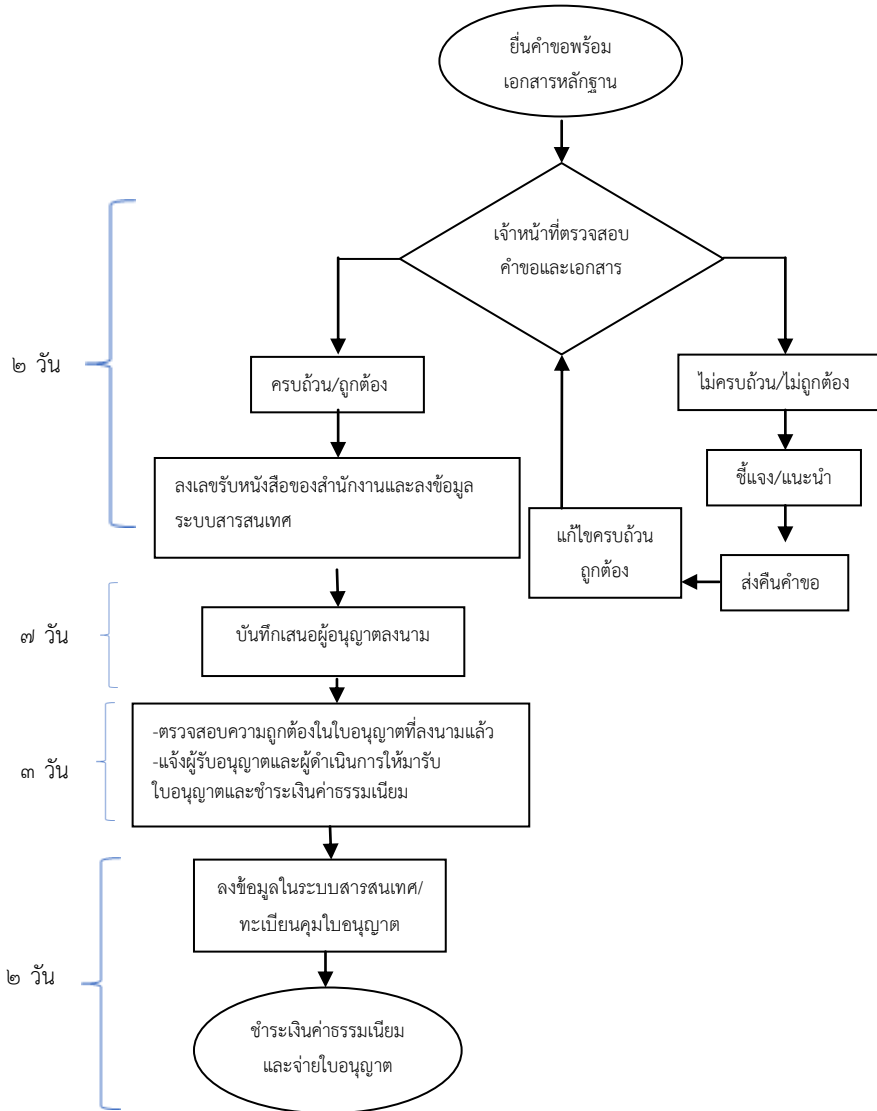 ยื่นคำขอพร้อม
เอกสารหลักฐาน
เจ้าหน้าที่ตรวจสอบ
คำขอและเอกสาร
๒ วัน
ครบถ้วน/ถูกต้อง
ไม่ครบถ้วน/ไม่ถูกต้อง
ลงเลขรับหนังสือของสำนักงานและลงข้อมูล
ระบบสารสนเทศ
ชี้แจง/แนะนำ
แก้ไขครบถ้วน
ถูกต้อง
ส่งคืนคำขอ
๗ วัน
บันทึกเสนอผู้อนุญาตลงนาม
๓ วัน
-ตรวจสอบความถูกต้องในใบอนุญาตที่ลงนามแล้ว
-แจ้งผู้รับอนุญาตและผู้ดำเนินการให้มารับ
ใบอนุญาตและชำระเงินค่าธรรมเนียม
ลงข้อมูลในระบบสารสนเทศ/
ทะเบียนคุมใบอนุญาต
๒ วัน
ชำระเงินค่าธรรมเนียม
และจ่ายใบอนุญาต